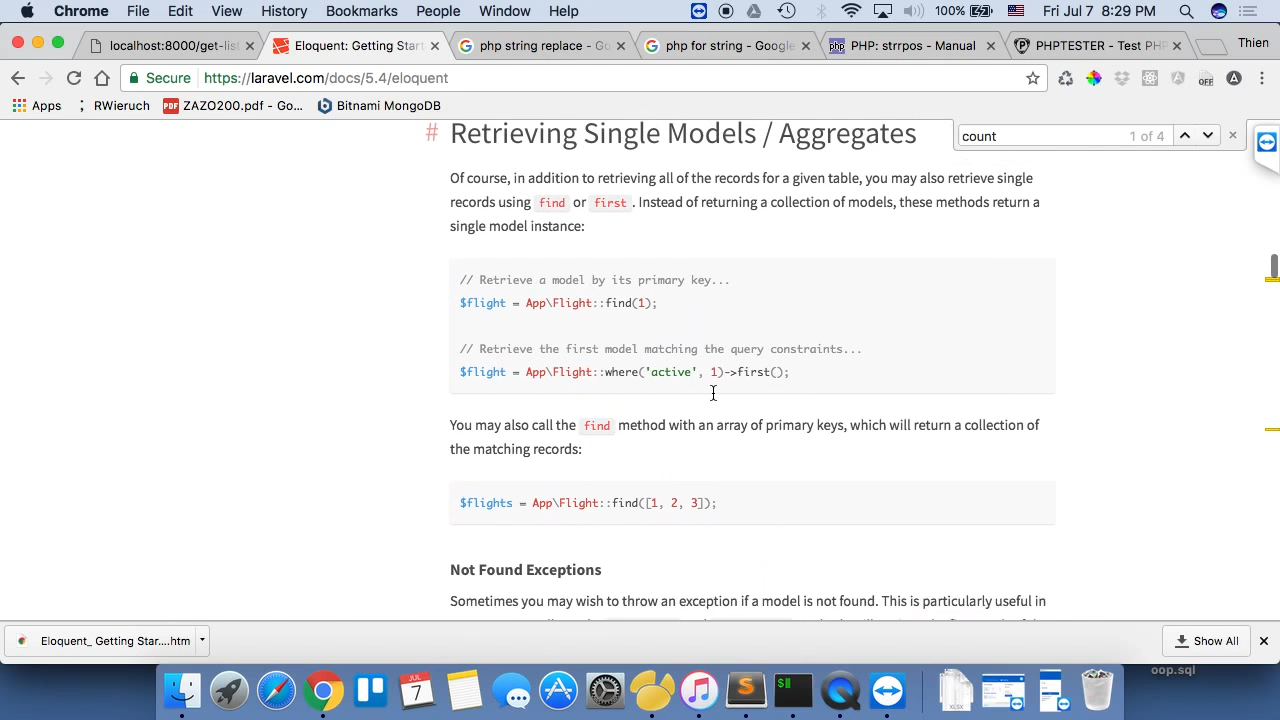 Chrome File Edit View History Bookmarks People Window Help 100% Fri Jul 7 8:29 PM
localhost:8000/get-list Eloquent: Getting Star php string replace - Go php for string - Google PHP: strrpos - Manual PHPTESTER - Test PHP Thien
Secure https://laravel.com/docs/5.4/eloquent OFF
Apps RWieruch PDF ZAZO200.pdf - Go... Bitnami MongoDB
count 1 of 4
# Retrieving Single Models / Aggregates
Of course, in addition to retrieving all of the records for a given table, you may also retrieve single
records using find or first. Instead of returning a collection of models, these methods return a
single model instance:
// Retrieve a model by its primary key...
$flight = App\Flight::find(1);
// Retrieve the first model matching the query constraints...
$flight = App\Flight::where('active', 1)->first();
You may also call the find method with an array of primary keys, which will return a collection of
the matching records:
$flights = App\Flight::find([1, 2, 3]);
Not Found Exceptions
Sometimes you may wish to throw an exception if a model is not found. This is particularly useful in
Eloquent_ Getting Star....htm Show All
oop.sql